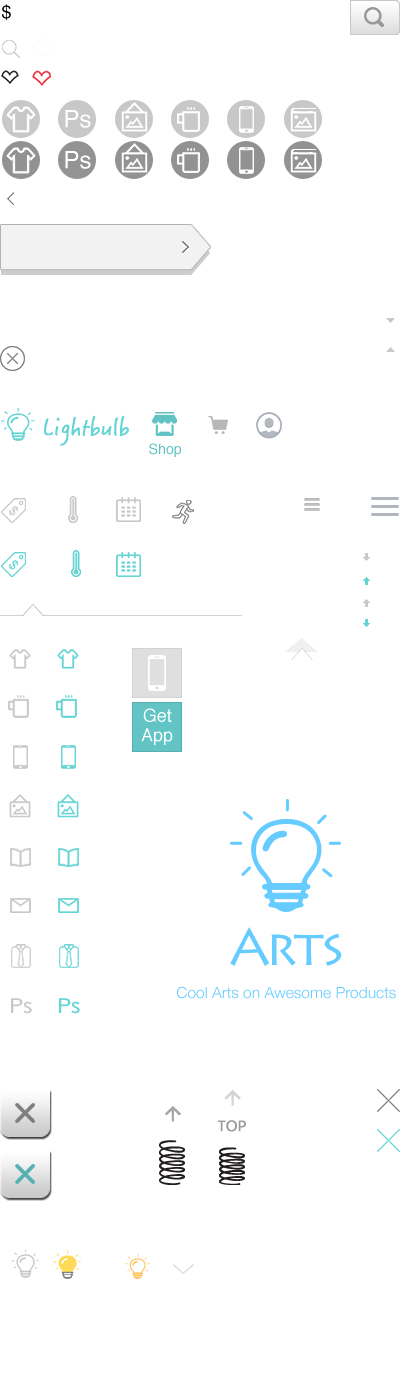 $
Ps
Ps
Lightbulb
Shop
$
$
Get
App
ARTS
Cool Arts on Awesome Products
Ps Ps
TOP